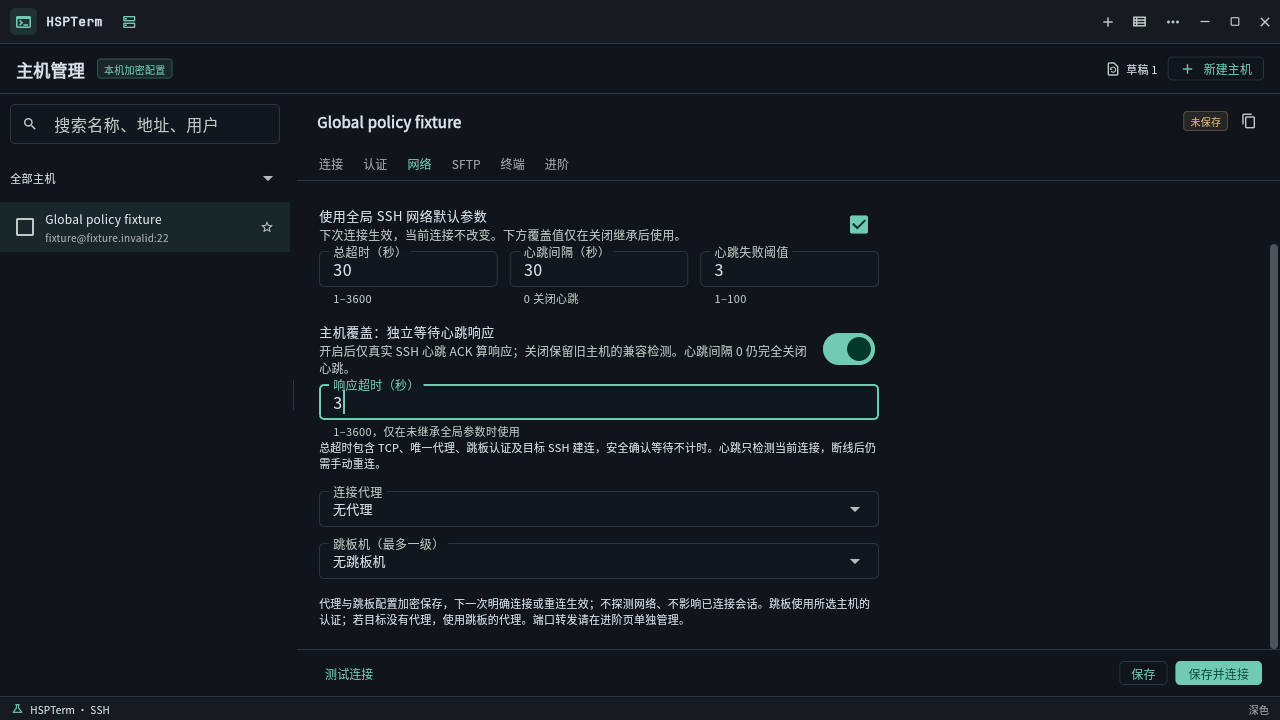 HSPTerm
主机管理
本机加密配置
草稿 1
新建主机
搜索名称、地址、用户
全部主机
Global policy fixture
fixture@fixture.invalid:22
Global policy fixture
未保存
连接 认证 网络 SFTP 终端 进阶
使用全局 SSH 网络默认参数
下次连接生效，当前连接不改变。下方覆盖值仅在关闭继承后使用。
总超时（秒） 心跳间隔（秒） 心跳失败阈值
30 30 3
1–3600 0 关闭心跳 1–100
主机覆盖：独立等待心跳响应
开启后仅真实 SSH 心跳 ACK 算响应；关闭保留旧主机的兼容检测。心跳间隔 0 仍完全关闭
心跳。
响应超时（秒）
3
1–3600，仅在未继承全局参数时使用
总超时包含 TCP、唯一代理、跳板认证及目标 SSH 建连，安全确认等待不计时。心跳只检测当前连接，断线后仍
需手动重连。
连接代理
无代理
跳板机（最多一级）
无跳板机
代理与跳板配置加密保存，下一次明确连接或重连生效；不探测网络、不影响已连接会话。跳板使用所选主机的
认证；若目标没有代理，使用跳板的代理。端口转发请在进阶页单独管理。
测试连接 保存 保存并连接
HSPTerm · SSH 深色